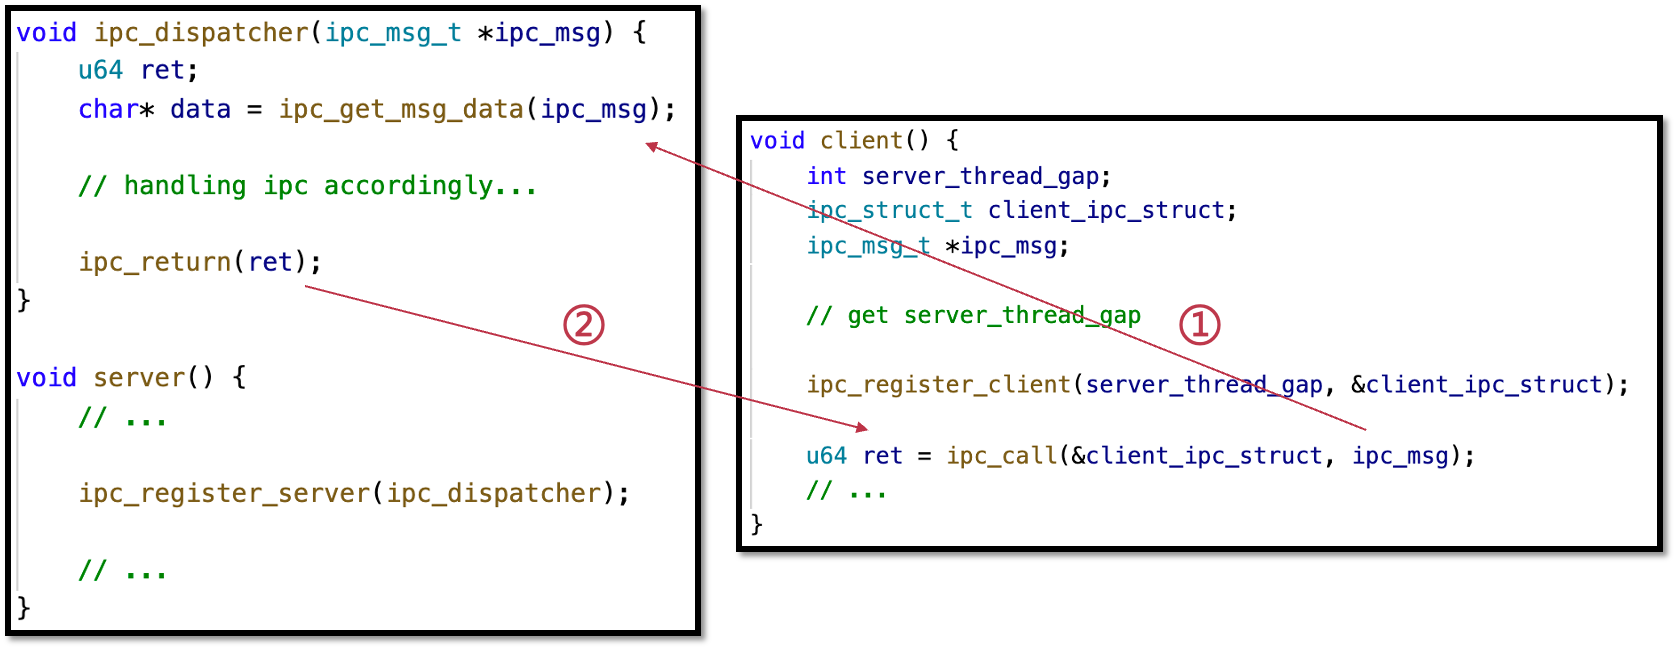 void ipc_dispatcher(ipc_msg_t *ipc_msg) {
    u64 ret;
    char* data = ipc_get_msg_data(ipc_msg);
    // handling ipc accordingly...
    ipc_return(ret);
}
void server() {
    // ...
    ipc_register_server(ipc_dispatcher);
    // ...
}
②
void client() {
    int server_thread_gap;
    ipc_struct_t client_ipc_struct;
    ipc_msg_t *ipc_msg;
    // get server_thread_gap
    ipc_register_client(server_thread_gap, &client_ipc_struct);
    u64 ret = ipc_call(&client_ipc_struct, ipc_msg);
    // ...
}
①